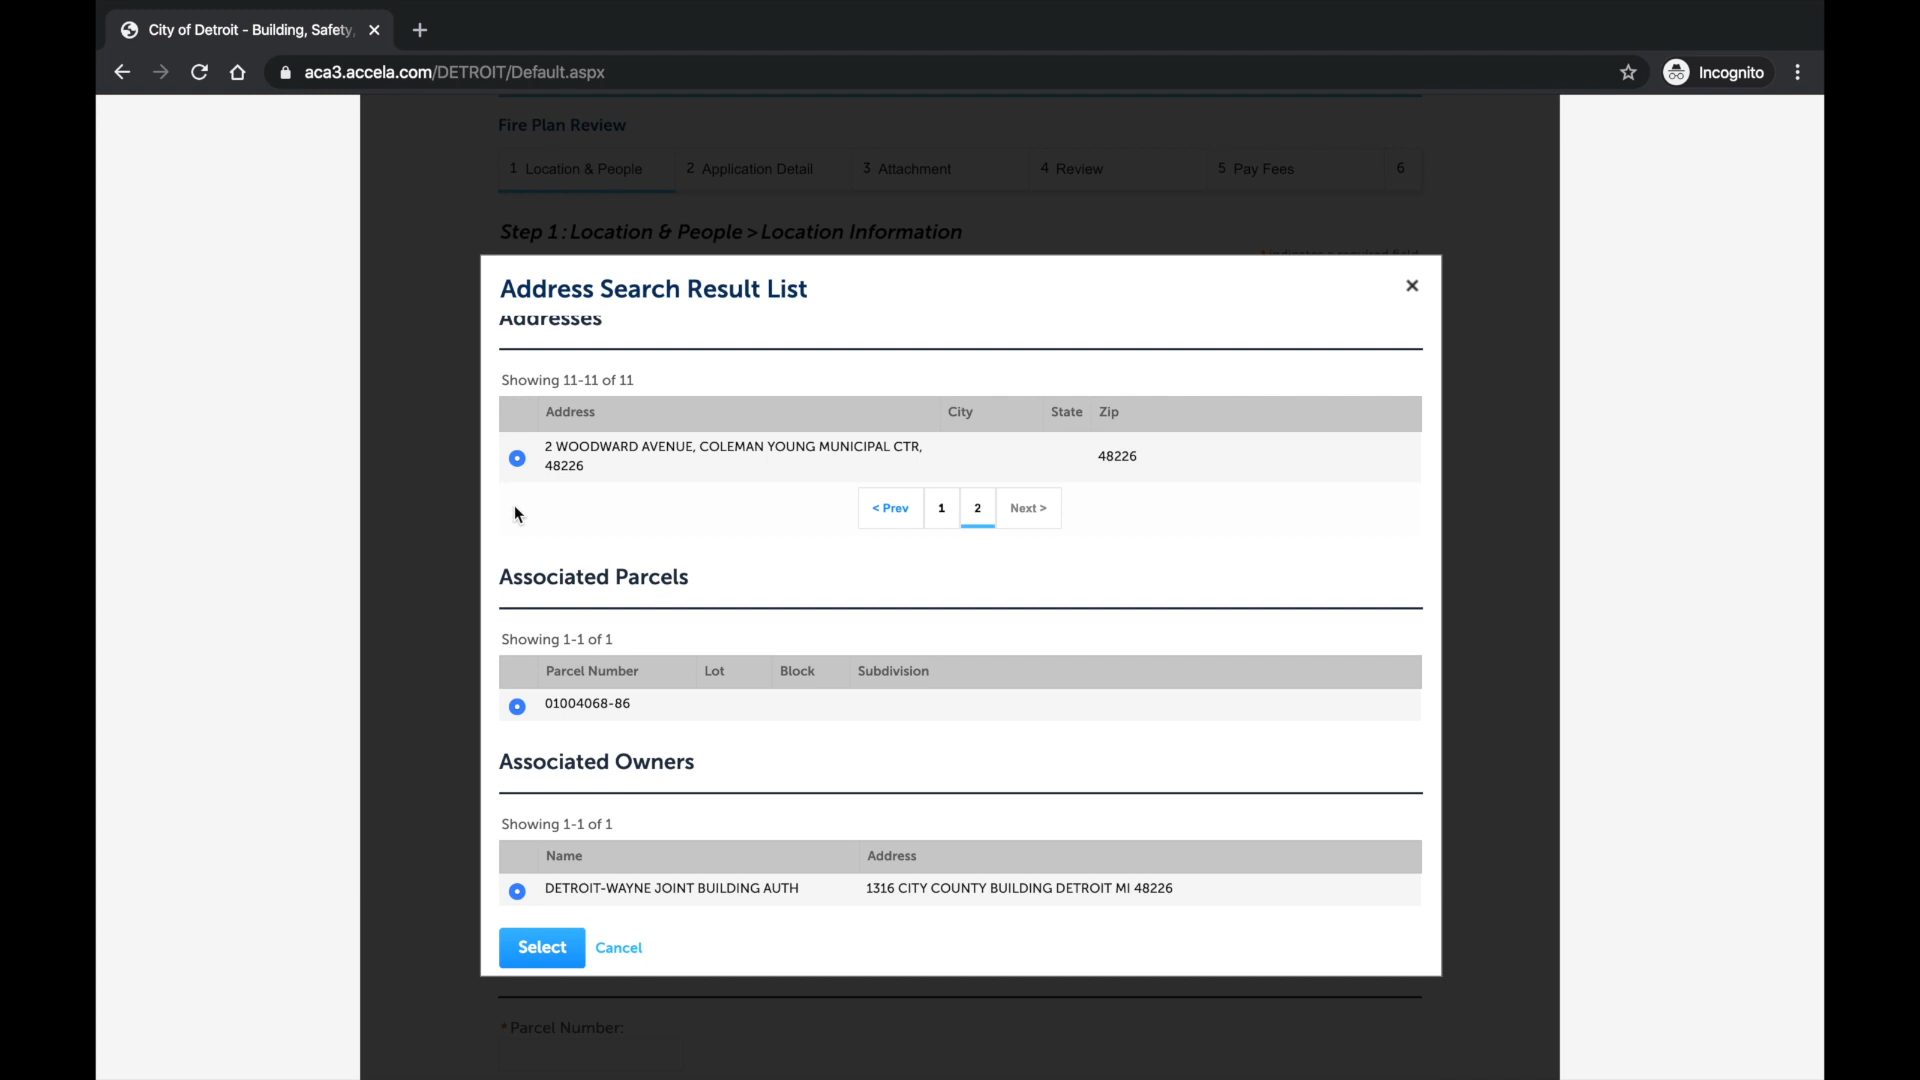 City of Detroit - Building, Safety,
aca3.accela.com/DETROIT/Default.aspx
Incognito
Fire Plan Review
1 Location & People
2 Application Detail
3 Attachment
4 Review
5 Pay Fees
6
Step 1: Location & People > Location Information
Address Search Result List
Addresses
Showing 11-11 of 11
Address City State Zip
2 WOODWARD AVENUE, COLEMAN YOUNG MUNICIPAL CTR,
48226
48226
< Prev 1 2 Next >
Associated Parcels
Showing 1-1 of 1
Parcel Number Lot Block Subdivision
01004068-86
Associated Owners
Showing 1-1 of 1
Name Address
DETROIT-WAYNE JOINT BUILDING AUTH 1316 CITY COUNTY BUILDING DETROIT MI 48226
Select Cancel
* Parcel Number: